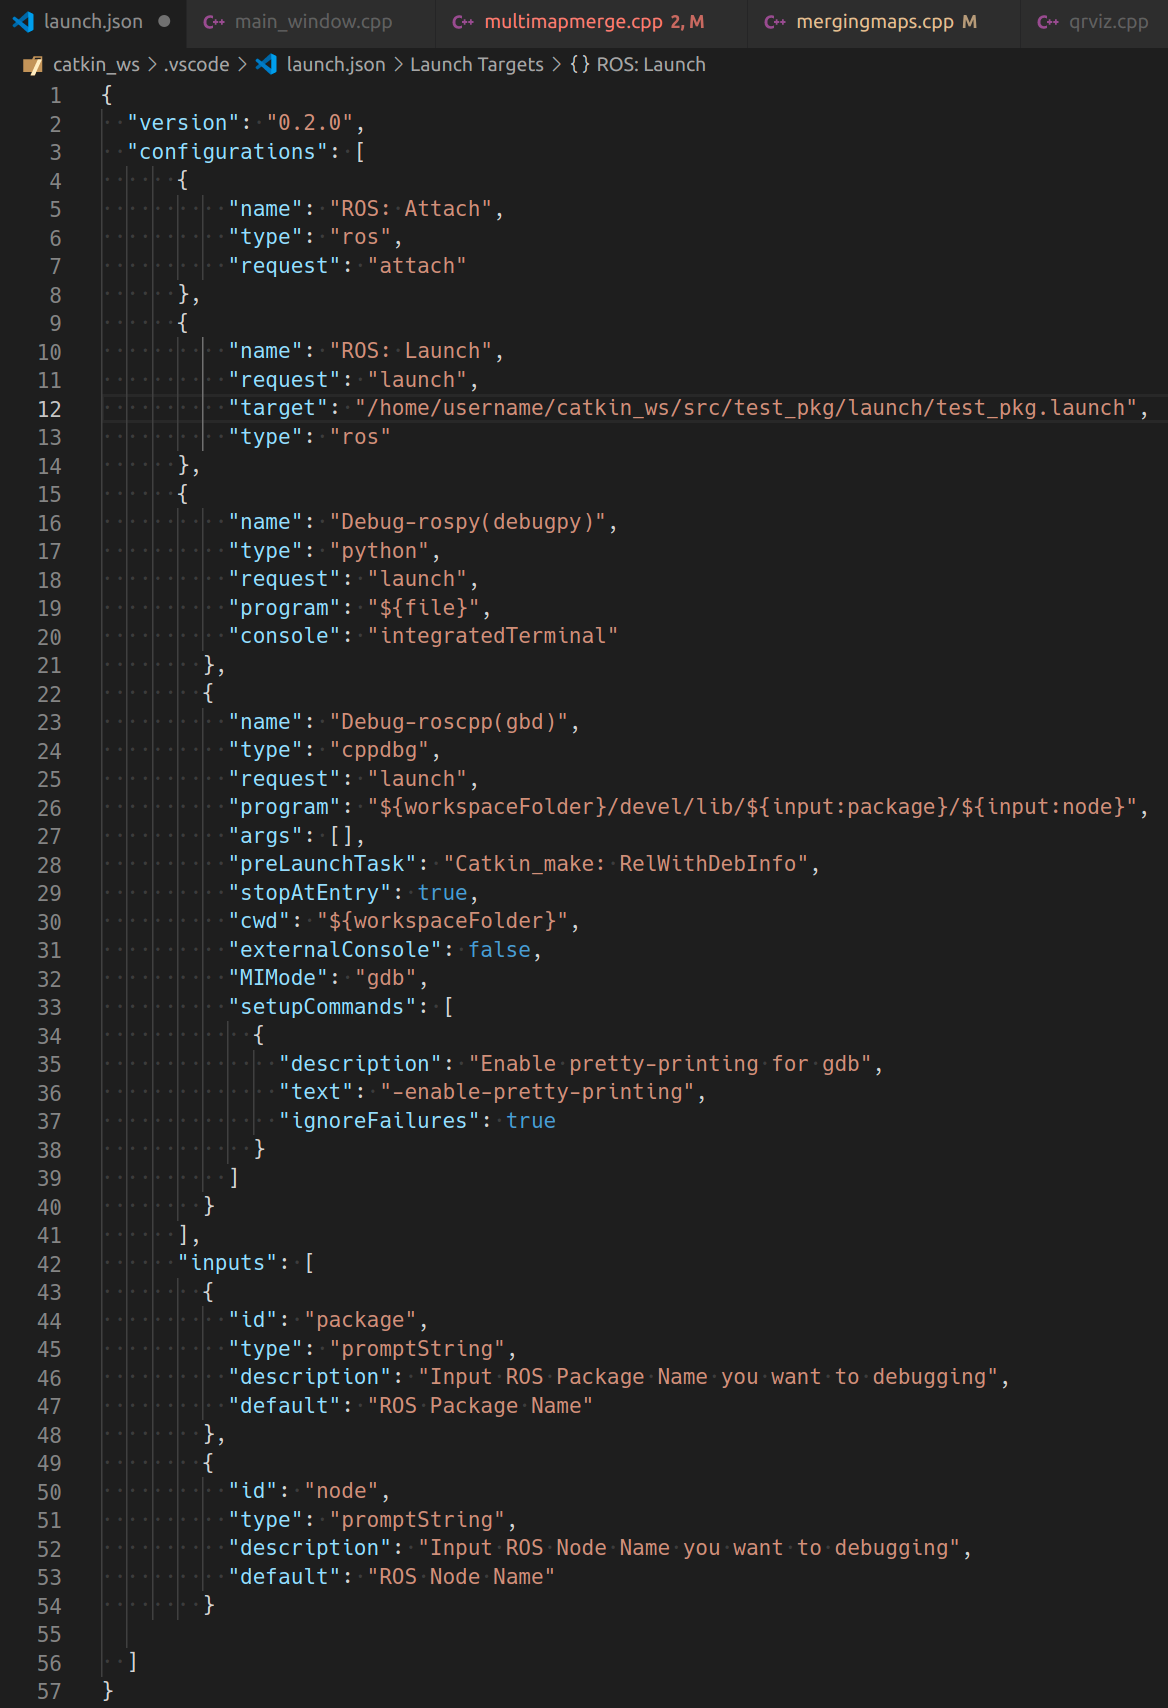 launch.json ● C++ main_window.cpp C++ multimapmerge.cpp 2, M C++ mergingmaps.cpp M C++ qrviz.cpp
catkin_ws > .vscode > launch.json > Launch Targets > {} ROS: Launch
1 {
2   "version": "0.2.0",
3   "configurations": [
4       {
5           "name": "ROS: Attach",
6           "type": "ros",
7           "request": "attach"
8       },
9       {
10           "name": "ROS: Launch",
11           "request": "launch",
12           "target": "/home/username/catkin_ws/src/test_pkg/launch/test_pkg.launch",
13           "type": "ros"
14       },
15       {
16           "name": "Debug-rospy(debugpy)",
17           "type": "python",
18           "request": "launch",
19           "program": "${file}",
20           "console": "integratedTerminal"
21         },
22         {
23           "name": "Debug-roscpp(gbd)",
24           "type": "cppdbg",
25           "request": "launch",
26           "program": "${workspaceFolder}/devel/lib/${input:package}/${input:node}",
27           "args": [],
28           "preLaunchTask": "Catkin_make: RelWithDebInfo",
29           "stopAtEntry": true,
30           "cwd": "${workspaceFolder}",
31           "externalConsole": false,
32           "MIMode": "gdb",
33           "setupCommands": [
34             {
35               "description": "Enable pretty-printing for gdb",
36               "text": "-enable-pretty-printing",
37               "ignoreFailures": true
38             }
39           ]
40         }
41       ],
42       "inputs": [
43         {
44           "id": "package",
45           "type": "promptString",
46           "description": "Input ROS Package Name you want to debugging",
47           "default": "ROS Package Name"
48         },
49         {
50           "id": "node",
51           "type": "promptString",
52           "description": "Input ROS Node Name you want to debugging",
53           "default": "ROS Node Name"
54         }
55
56   ]
57 }